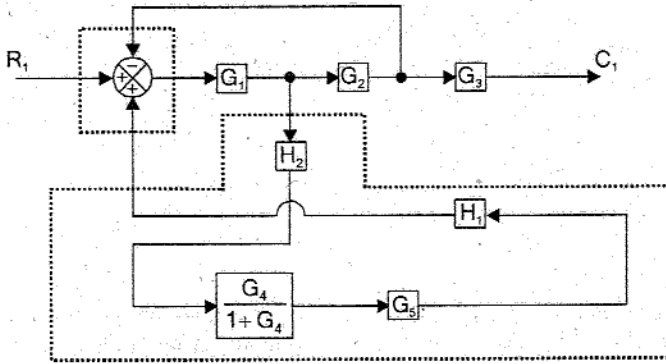 R₁
−
+
+
G₁
G₂
G₃
C₁
H₂
H₁
G₄
1 + G₄
G₅